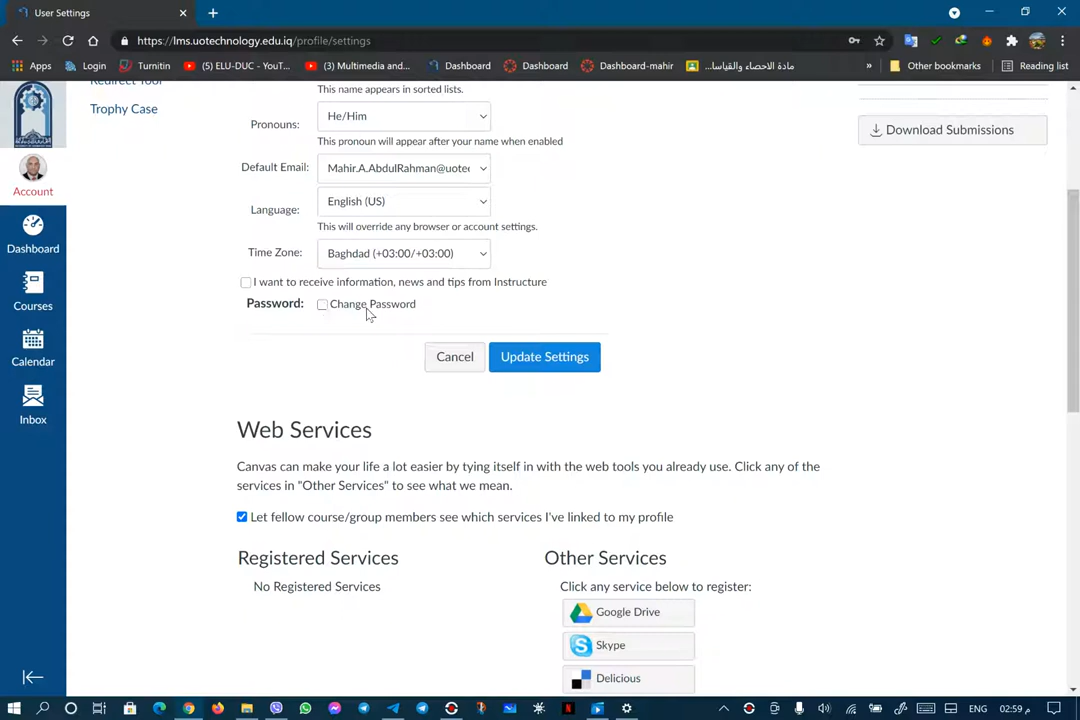 User Settings
https://lms.uotechnology.edu.iq/profile/settings
Apps
Login
Turnitin
(5) ELU-DUC - YouT...
(3) Multimedia and...
Dashboard
Dashboard
Dashboard-mahir
مادة الاحصاء والقياسا...
»
Other bookmarks
Reading list
Redirect Tool
Trophy Case
Account
Dashboard
Courses
Calendar
Inbox
This name appears in sorted lists.
Pronouns: He/Him
This pronoun will appear after your name when enabled
Default Email: Mahir.A.AbdulRahman@uote
Language: English (US)
This will override any browser or account settings.
Time Zone: Baghdad (+03:00/+03:00)
I want to receive information, news and tips from Instructure
Password: Change Password
Cancel Update Settings
Download Submissions
Web Services
Canvas can make your life a lot easier by tying itself in with the web tools you already use. Click any of the
services in "Other Services" to see what we mean.
Let fellow course/group members see which services I've linked to my profile
Registered Services
No Registered Services
Other Services
Click any service below to register:
Google Drive
Skype
Delicious
ENG
02:59 م